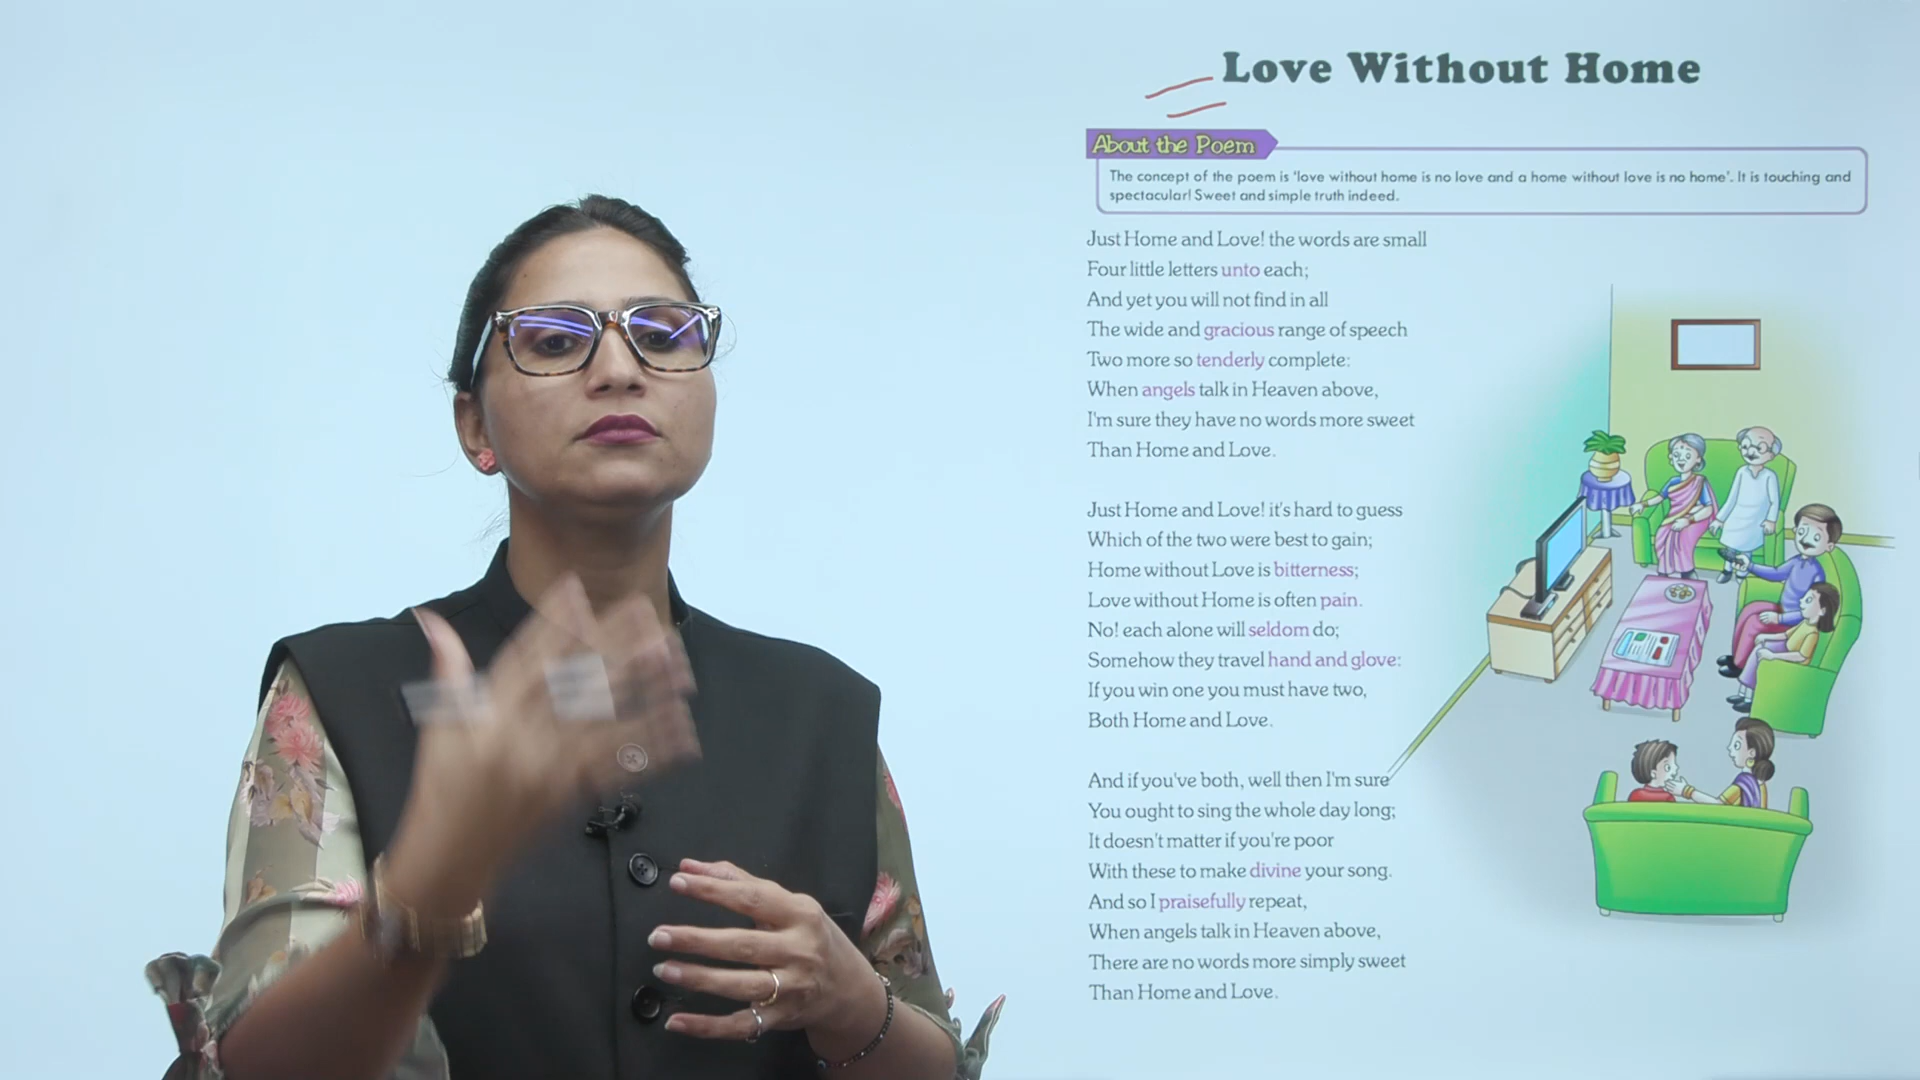 Love Without Home
About the Poem
The concept of the poem is 'love without home is no love and a home without love is no home'. It is touching and
spectacular! Sweet and simple truth indeed.
Just Home and Love! the words are small
Four little letters unto each;
And yet you will not find in all
The wide and gracious range of speech
Two more so tenderly complete:
When angels talk in Heaven above,
I'm sure they have no words more sweet
Than Home and Love.
Just Home and Love! it's hard to guess
Which of the two were best to gain;
Home without Love is bitterness;
Love without Home is often pain.
No! each alone will seldom do;
Somehow they travel hand and glove:
If you win one you must have two,
Both Home and Love.
And if you've both, well then I'm sure
You ought to sing the whole day long;
It doesn't matter if you're poor
With these to make divine your song.
And so I praisefully repeat,
When angels talk in Heaven above,
There are no words more simply sweet
Than Home and Love.